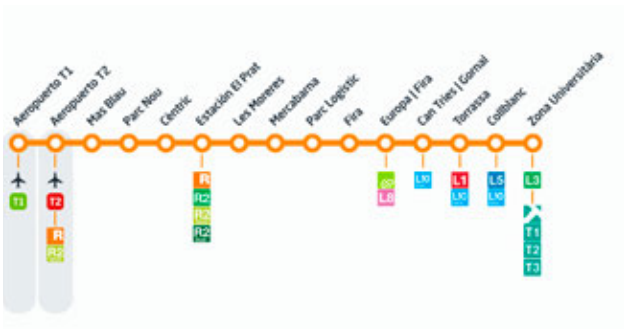 Aeropuerto T1
Aeropuerto T2
Mas Blau
Parc Nou
Cèntric
Estación El Prat
Les Moreres
Mercabarna
Parc Logístic
Fira
Europa | Fira
Can Tries | Gornal
Torrassa
Collblanc
Zona Universitària
T1
T2
R
R2
R
R2
R2
R2
L8
L10
L1
L10
L5
L10
L3
T1
T2
T3